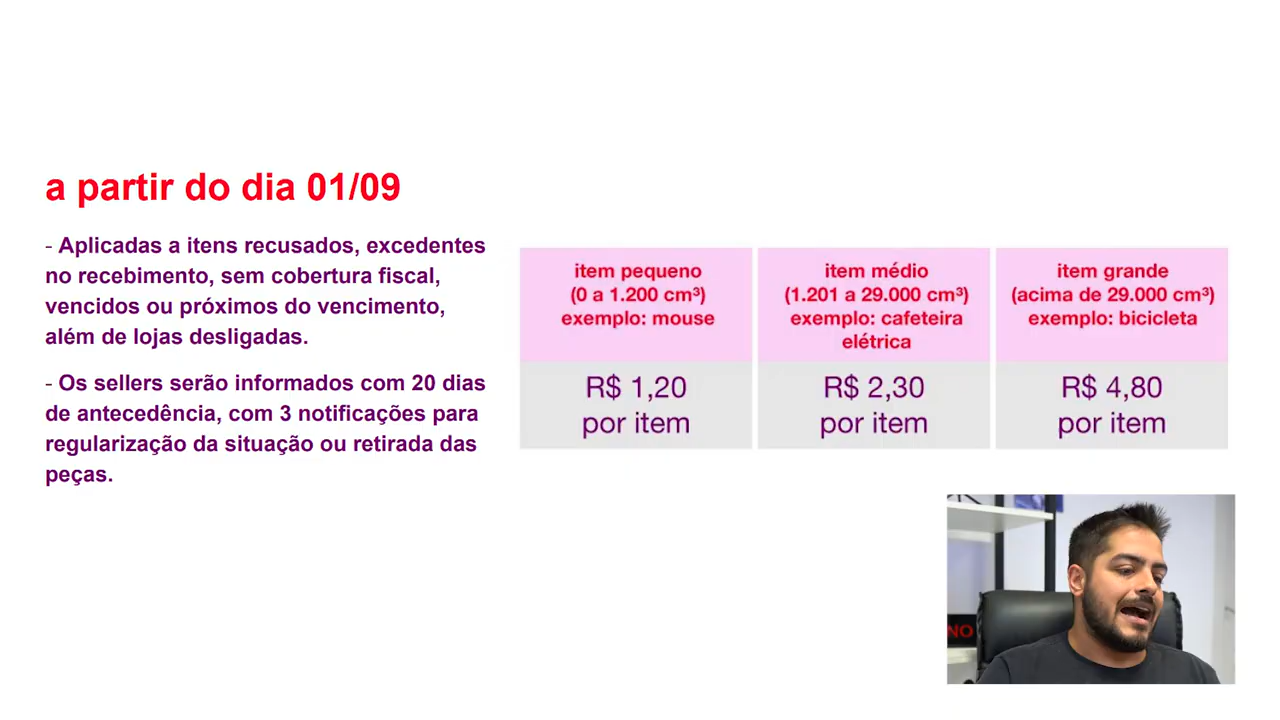 a partir do dia 01/09
- Aplicadas a itens recusados, excedentes
no recebimento, sem cobertura fiscal,
vencidos ou próximos do vencimento,
além de lojas desligadas.
- Os sellers serão informados com 20 dias
de antecedência, com 3 notificações para
regularização da situação ou retirada das
peças.
item pequeno
(0 a 1.200 cm³)
exemplo: mouse
R$ 1,20
por item
item médio
(1.201 a 29.000 cm³)
exemplo: cafeteira
elétrica
R$ 2,30
por item
item grande
(acima de 29.000 cm³)
exemplo: bicicleta
R$ 4,80
por item
NO